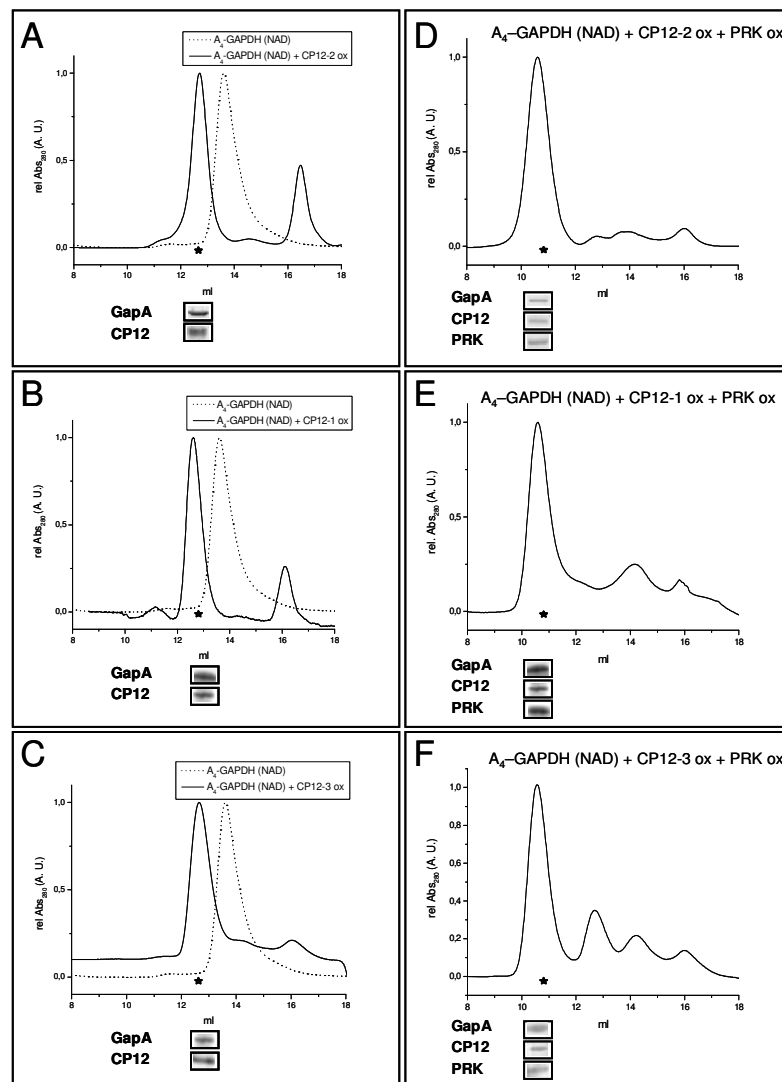 A
A4-GAPDH (NAD)
A4-GAPDH (NAD) + CP12-2 ox
rel Abs280 (A. U.)
1,0
0,5
0,0
8 10 12 14 16 18
ml
GapA
CP12
D
A4–GAPDH (NAD) + CP12-2 ox + PRK ox
rel Abs280 (A. U.)
1,0
0,5
0,0
8 10 12 14 16 18
ml
GapA
CP12
PRK
B
A4-GAPDH (NAD)
A4-GAPDH (NAD) + CP12-1 ox
rel Abs280 (A. U.)
1,0
0,5
0,0
8 10 12 14 16 18
ml
GapA
CP12
E
A4–GAPDH (NAD) + CP12-1 ox + PRK ox
rel. Abs280 (A. U.)
1,0
0,5
0,0
8 10 12 14 16 18
ml
GapA
CP12
PRK
C
A4-GAPDH (NAD)
A4-GAPDH (NAD) + CP12-3 ox
rel Abs280 (A. U.)
1,0
0,5
0,0
8 10 12 14 16 18
ml
GapA
CP12
F
A4–GAPDH (NAD) + CP12-3 ox + PRK ox
rel Abs280 (A. U.)
1,0
0,8
0,6
0,4
0,2
0,0
8 10 12 14 16 18
ml
GapA
CP12
PRK